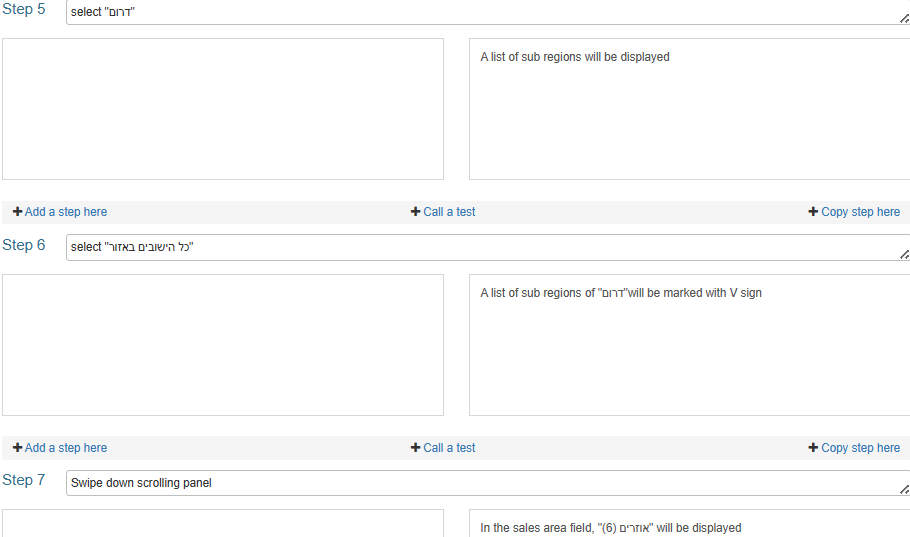 Step 5
select "דרום"
A list of sub regions will be displayed
Add a step here Call a test Copy step here
Step 6
select "כל הישובים באזור"
A list of sub regions of "דרום"will be marked with V sign
Add a step here Call a test Copy step here
Step 7
Swipe down scrolling panel
In the sales area field, "אוזרים (6)" will be displayed